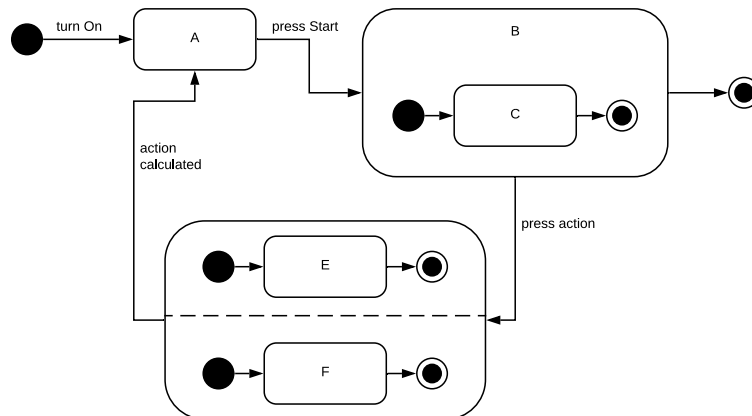 turn On
A
press Start
B
C
action
calculated
press action
E
F